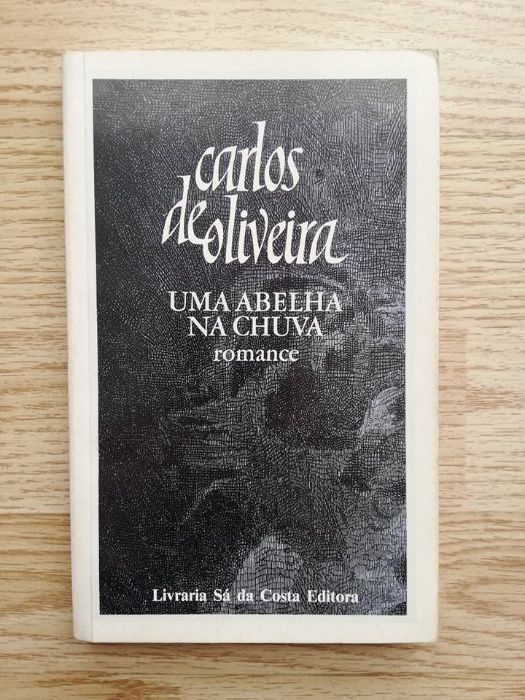 carlos
de oliveira
UMA ABELHA
NA CHUVA
romance
Livraria Sá da Costa Editora